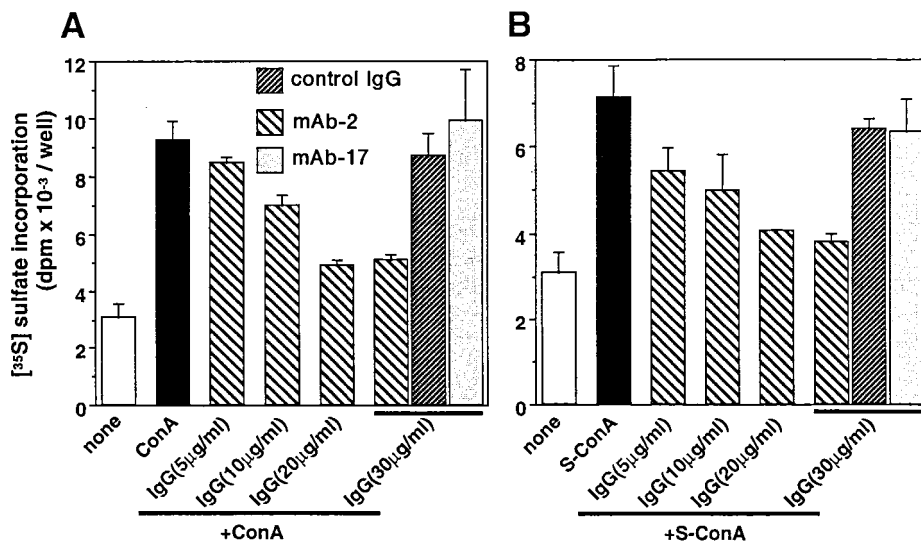 A
[³⁵S] sulfate incorporation
(dpm x 10⁻³ / well)
12
10
8
6
4
2
0
control IgG
mAb-2
mAb-17
none
ConA
IgG(5µg/ml)
IgG(10µg/ml)
IgG(20µg/ml)
IgG(30µg/ml)
+ConA
B
8
6
4
2
0
none
S-ConA
IgG(5µg/ml)
IgG(10µg/ml)
IgG(20µg/ml)
IgG(30µg/ml)
+S-ConA